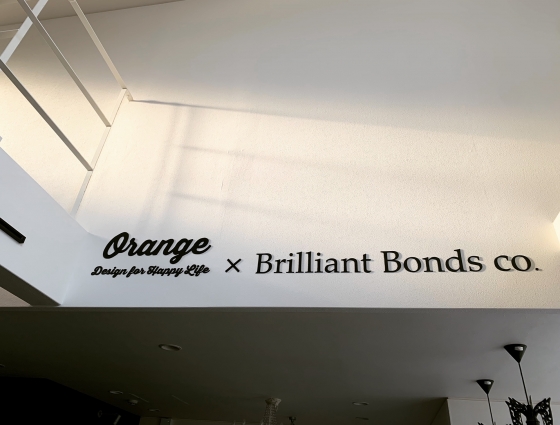 Orange × Brilliant Bonds co.
Design for Happy Life